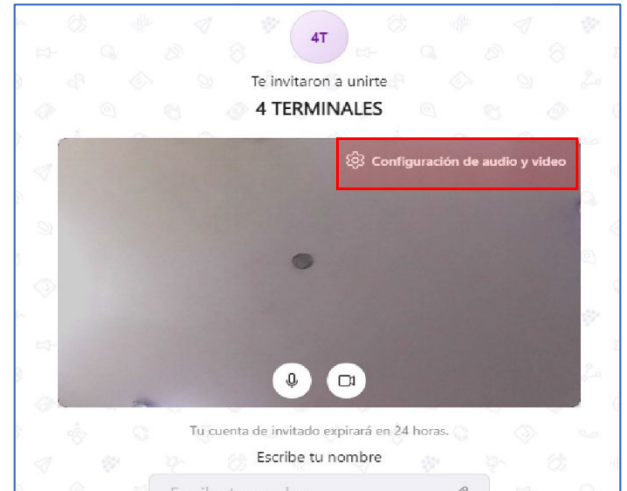 4T
Te invitaron a unirte
4 TERMINALES
Configuración de audio y video
Tu cuenta de invitado expirará en 24 horas.
Escribe tu nombre